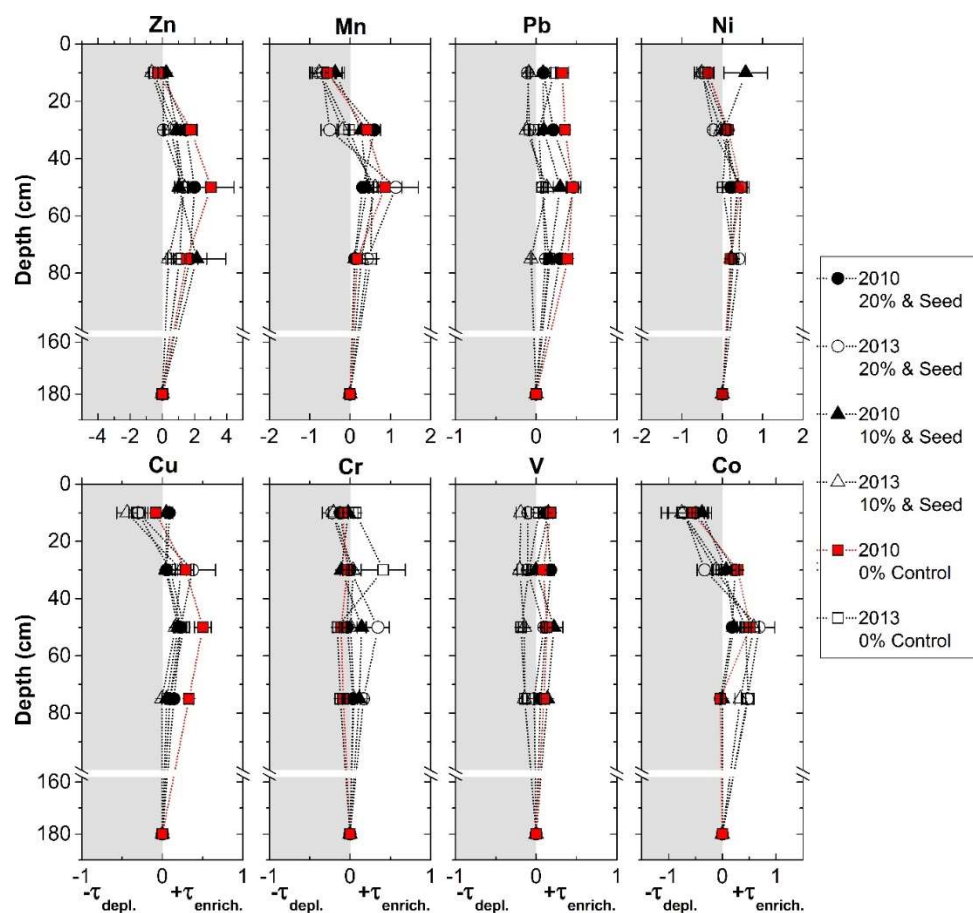 Zn Mn Pb Ni
0
20
40
60
80
160
180
Depth (cm)
-4 -2 0 2 4
-2 -1 0 1 2
-1 0 1
-1 0 1 2
Cu Cr V Co
0
20
40
60
80
160
180
Depth (cm)
-1 0 1
-1 0 1
-1 0 1
-1 0 1
-τdepl. +τenrich.
-τdepl. +τenrich.
-τdepl. +τenrich.
-τdepl. +τenrich.
2010
20% & Seed
2013
20% & Seed
2010
10% & Seed
2013
10% & Seed
2010
0% Control
2013
0% Control